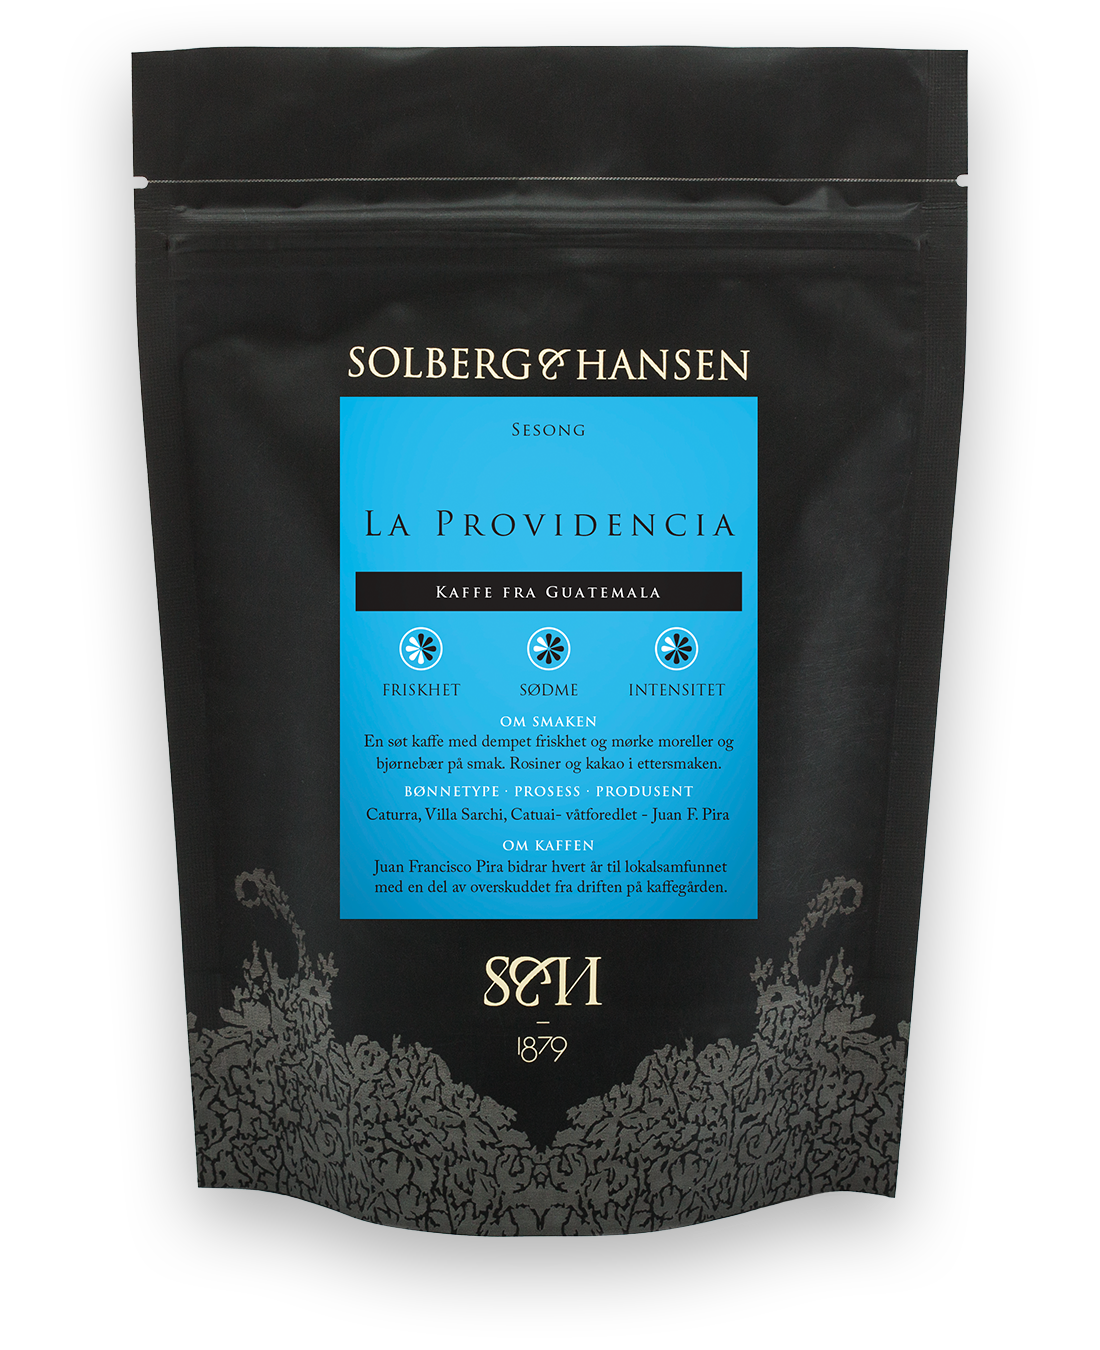 SOLBERG & HANSEN
SESONG
LA PROVIDENCIA
KAFFE FRA GUATEMALA
FRISKHET SØDME INTENSITET
OM SMAKEN
En søt kaffe med dempet friskhet og mørke moreller og
bjørnebær på smak. Rosiner og kakao i ettersmaken.
BØNNETYPE · PROSESS · PRODUSENT
Caturra, Villa Sarchi, Catuai- våtforedlet - Juan F. Pira
OM KAFFEN
Juan Francisco Pira bidrar hvert år til lokalsamfunnet
med en del av overskuddet fra driften på kaffegården.
S&H
1879